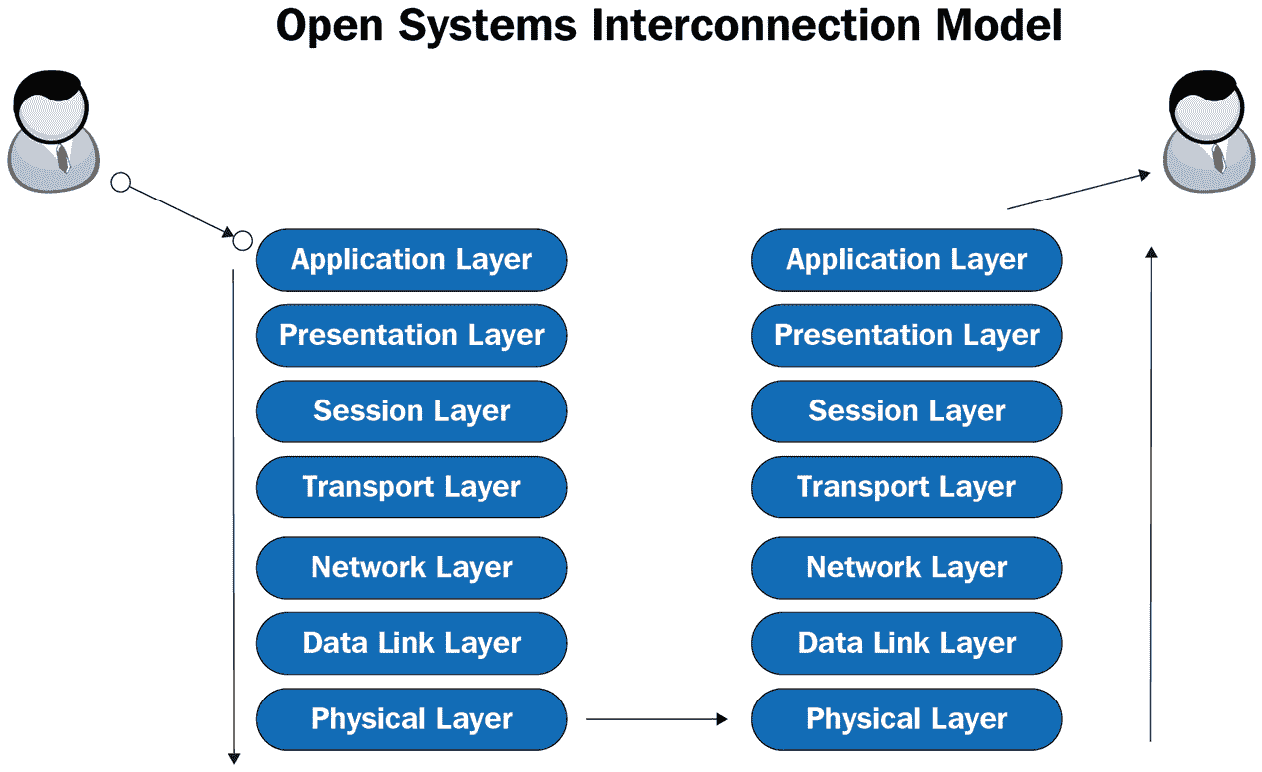 Open Systems Interconnection Model
Application Layer
Presentation Layer
Session Layer
Transport Layer
Network Layer
Data Link Layer
Physical Layer
Application Layer
Presentation Layer
Session Layer
Transport Layer
Network Layer
Data Link Layer
Physical Layer